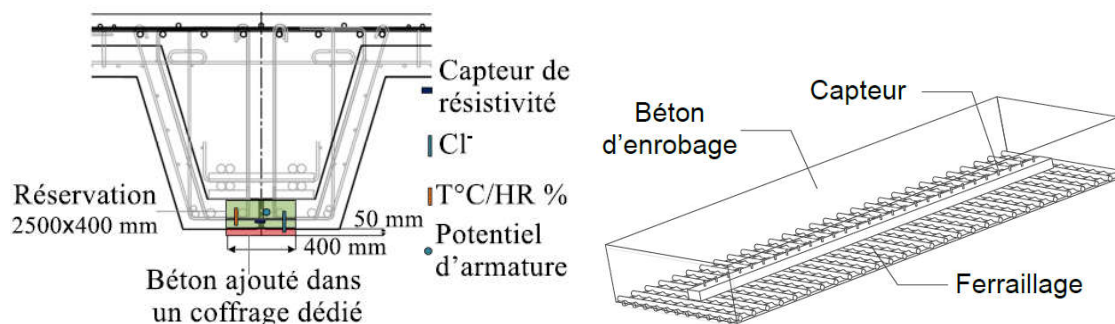 Capteur de
résistivité
Cl-
T°C/HR %
Potentiel
d'armature
Réservation
2500x400 mm
50 mm
400 mm
Béton ajouté dans
un coffrage dédié
Capteur
Béton
d'enrobage
Ferraillage